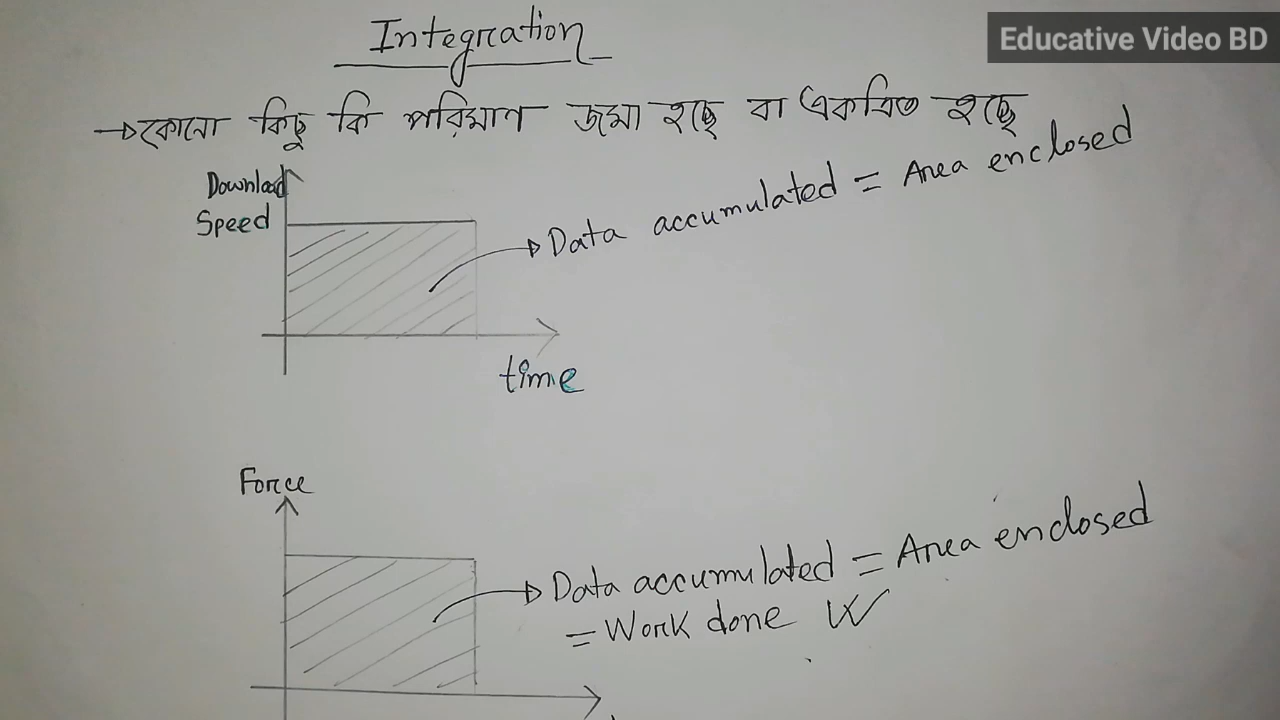 Integration
Educative Video BD
→কোনো কিছু কি পরিমাণ জমা হচ্ছে বা একত্রিত হচ্ছে
Download
Speed
→Data accumulated = Area enclosed
time
Force
→Data accumulated = Area enclosed
= Work done W